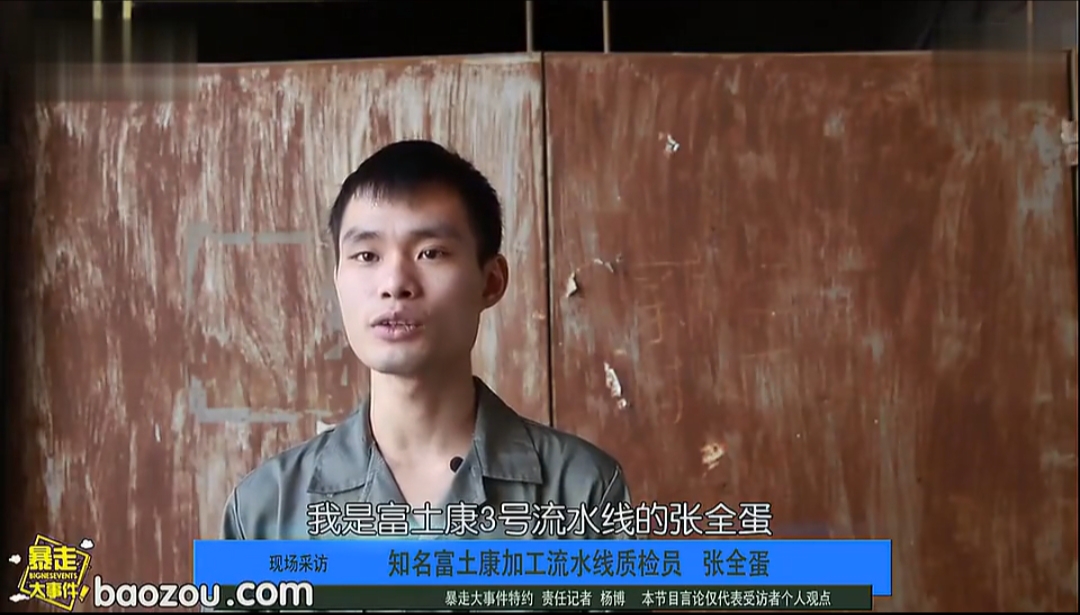 我是富土康3号流水线的张全蛋
现场采访 知名富土康加工流水线质检员 张全蛋
暴走大事件特约 责任记者 杨博 本节目言论仅代表受访者个人观点
暴走
BIGNESEVENTS
大事件!
baozou.com